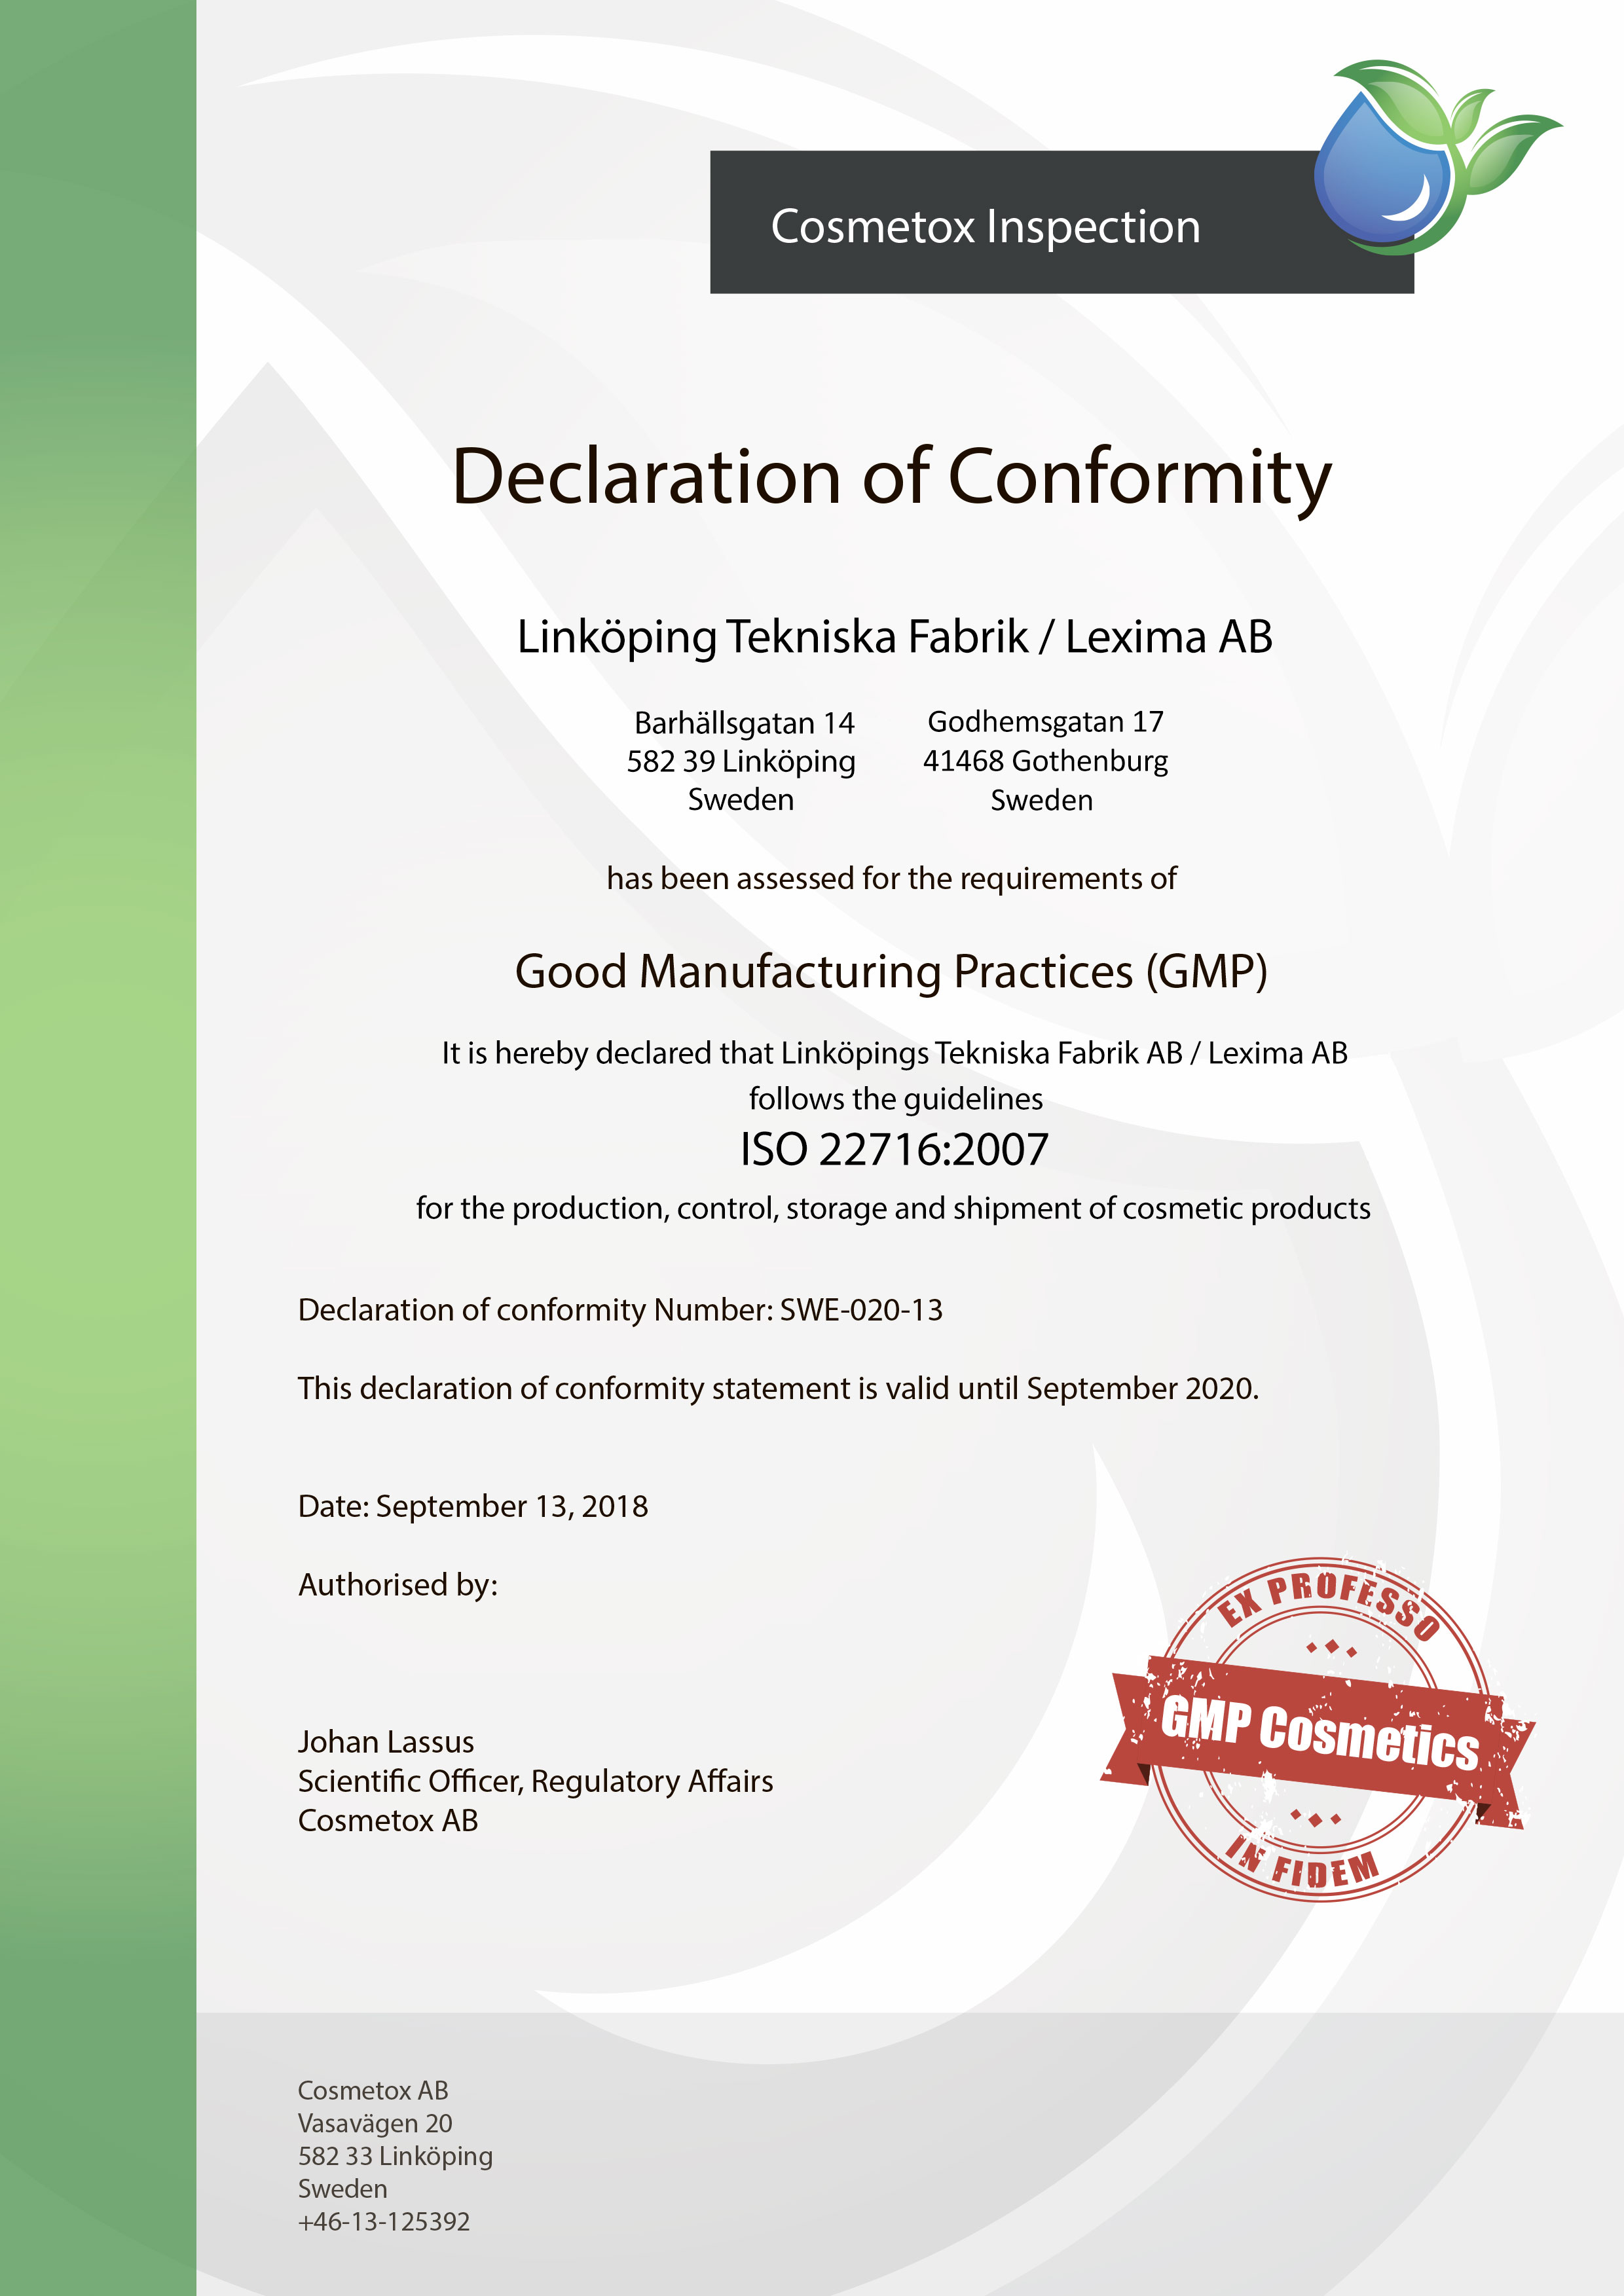 Cosmetox Inspection
Declaration of Conformity
Linköping Tekniska Fabrik / Lexima AB
Barhällsgatan 14
582 39 Linköping
Sweden
Godhemsgatan 17
41468 Gothenburg
Sweden
has been assessed for the requirements of
Good Manufacturing Practices (GMP)
It is hereby declared that Linköpings Tekniska Fabrik AB / Lexima AB
follows the guidelines
ISO 22716:2007
for the production, control, storage and shipment of cosmetic products
Declaration of conformity Number: SWE-020-13
This declaration of conformity statement is valid until September 2020.
Date: September 13, 2018
Authorised by:
Johan Lassus
Scientific Officer, Regulatory Affairs
Cosmetox AB
EX PROFESSO
GMP Cosmetics
IN FIDEM
Cosmetox AB
Vasavägen 20
582 33 Linköping
Sweden
+46-13-125392